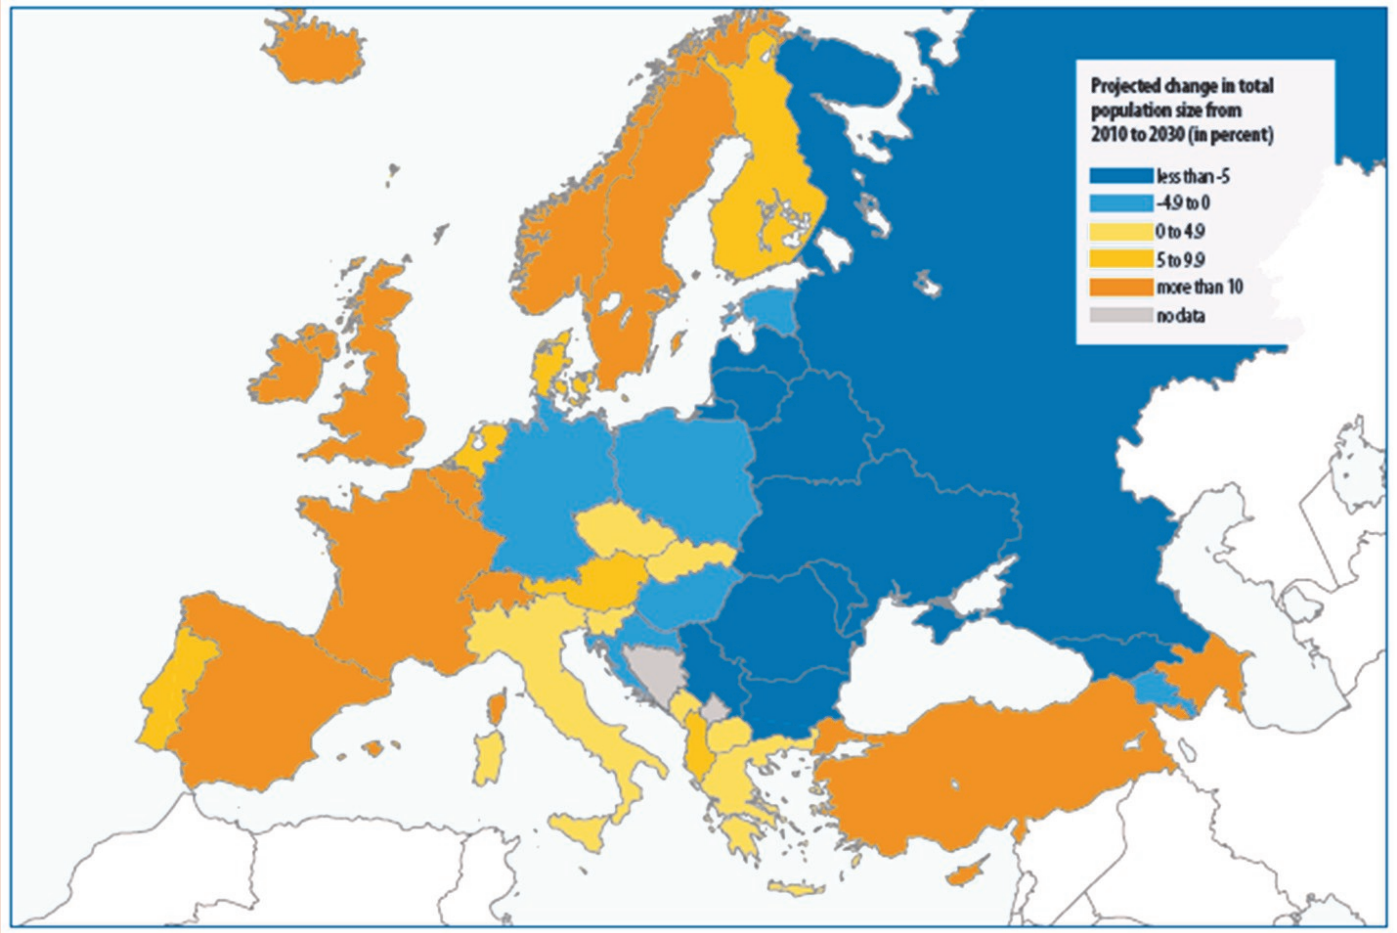 Projected change in total
population size from
2010 to 2030 (in percent)
less than -5
-4.9 to 0
0 to 4.9
5 to 9.9
more than 10
no data